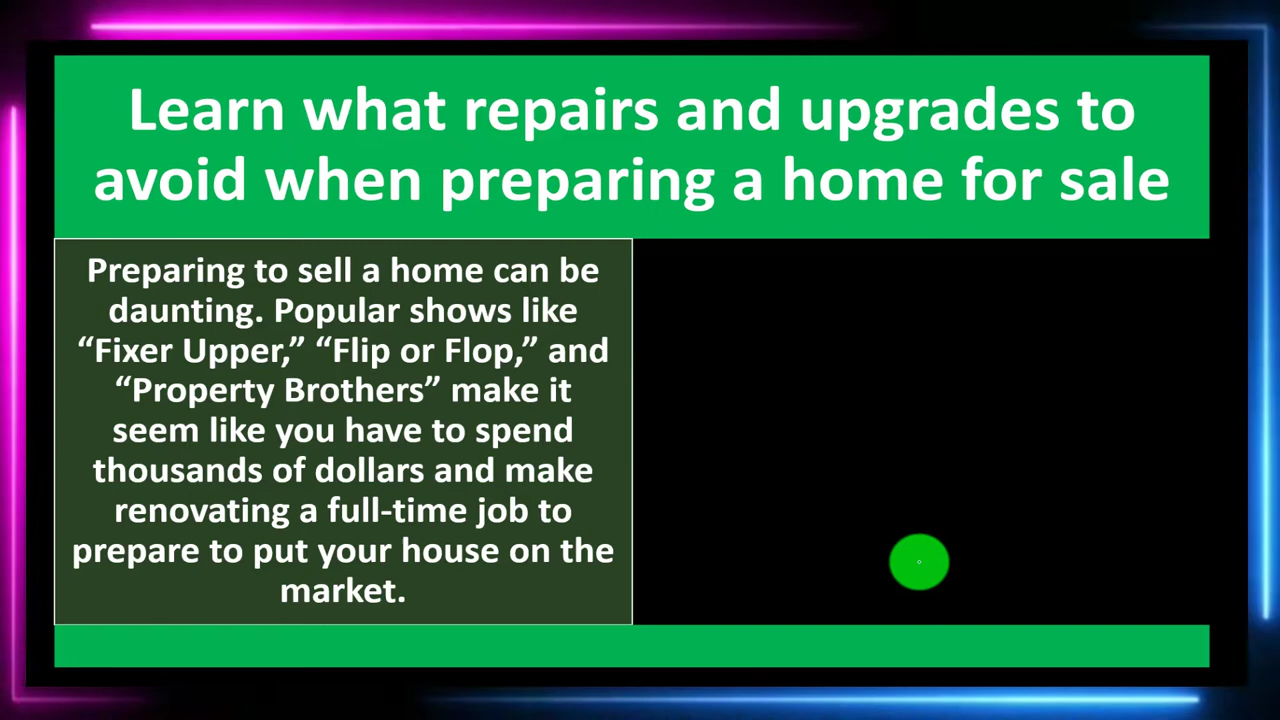 Learn what repairs and upgrades to
avoid when preparing a home for sale
Preparing to sell a home can be
daunting. Popular shows like
“Fixer Upper,” “Flip or Flop,” and
“Property Brothers” make it
seem like you have to spend
thousands of dollars and make
renovating a full-time job to
prepare to put your house on the
market.